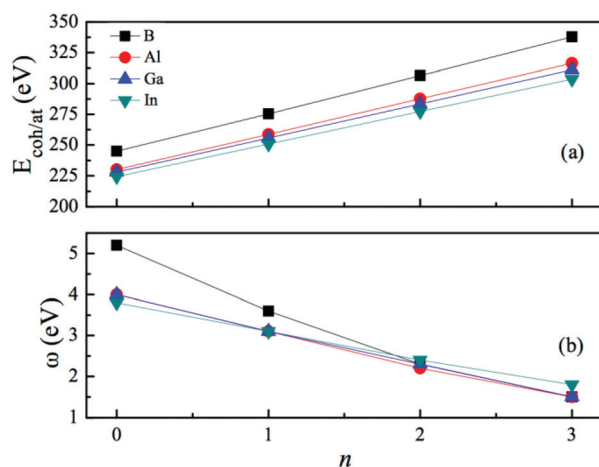 350
325
300
275
250
225
200
E_coh/at (eV)
B
Al
Ga
In
(a)
5
4
3
2
1
ω (eV)
(b)
0 1 2 3
n